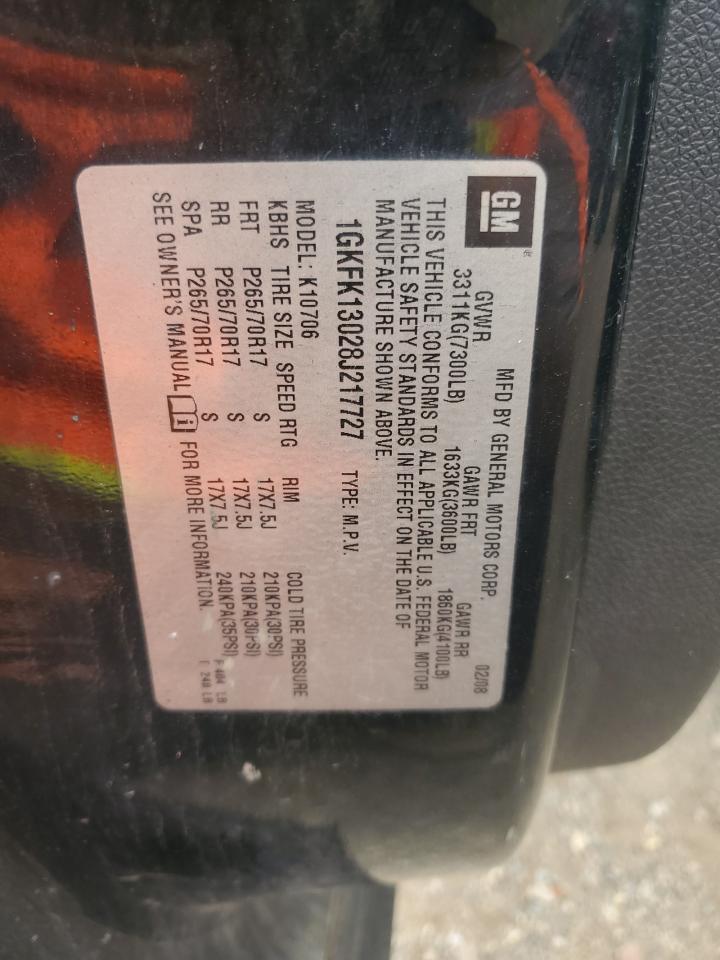 GM
MFD BY GENERAL MOTORS CORP. 02/08
GVWR GAWR FRT GAWR RR
3311KG(7300LB) 1633KG(3600LB) 1860KG(4100LB)
THIS VEHICLE CONFORMS TO ALL APPLICABLE U.S. FEDERAL MOTOR
VEHICLE SAFETY STANDARDS IN EFFECT ON THE DATE OF
MANUFACTURE SHOWN ABOVE.
1GKFK13028J217727 TYPE: M.P.V.
MODEL: K10706
KBHS TIRE SIZE SPEED RTG RIM COLD TIRE PRESSURE
FRT P265/70R17 S 17X7.5J 210KPA(30PSI)
RR P265/70R17 S 17X7.5J 210KPA(30PSI)
SPA P265/70R17 S 17X7.5J 240KPA(35PSI)
SEE OWNER'S MANUAL i FOR MORE INFORMATION.
LB
248 LB